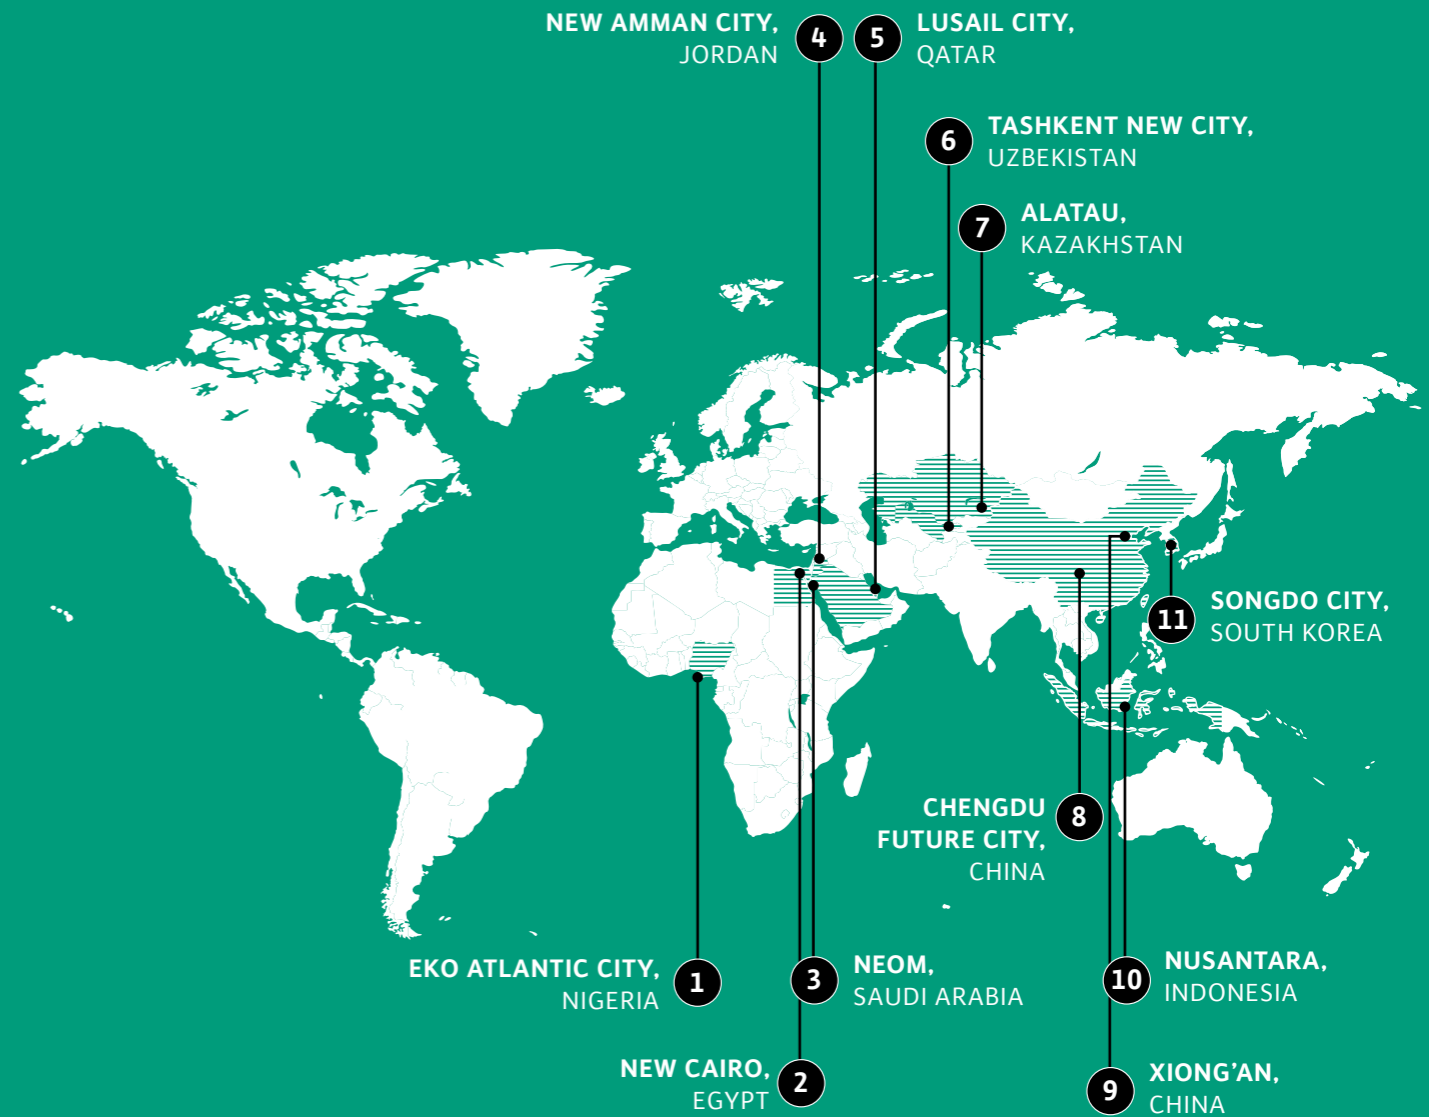 NEW AMMAN CITY,
JORDAN
4
5
LUSAIL CITY,
QATAR
6
TASHKENT NEW CITY,
UZBEKISTAN
7
ALATAU,
KAZAKHSTAN
11
SONGDO CITY,
SOUTH KOREA
CHENGDU
FUTURE CITY,
CHINA
8
EKO ATLANTIC CITY,
NIGERIA
1
3
NEOM,
SAUDI ARABIA
10
NUSANTARA,
INDONESIA
NEW CAIRO,
EGYPT
2
9
XIONG’AN,
CHINA